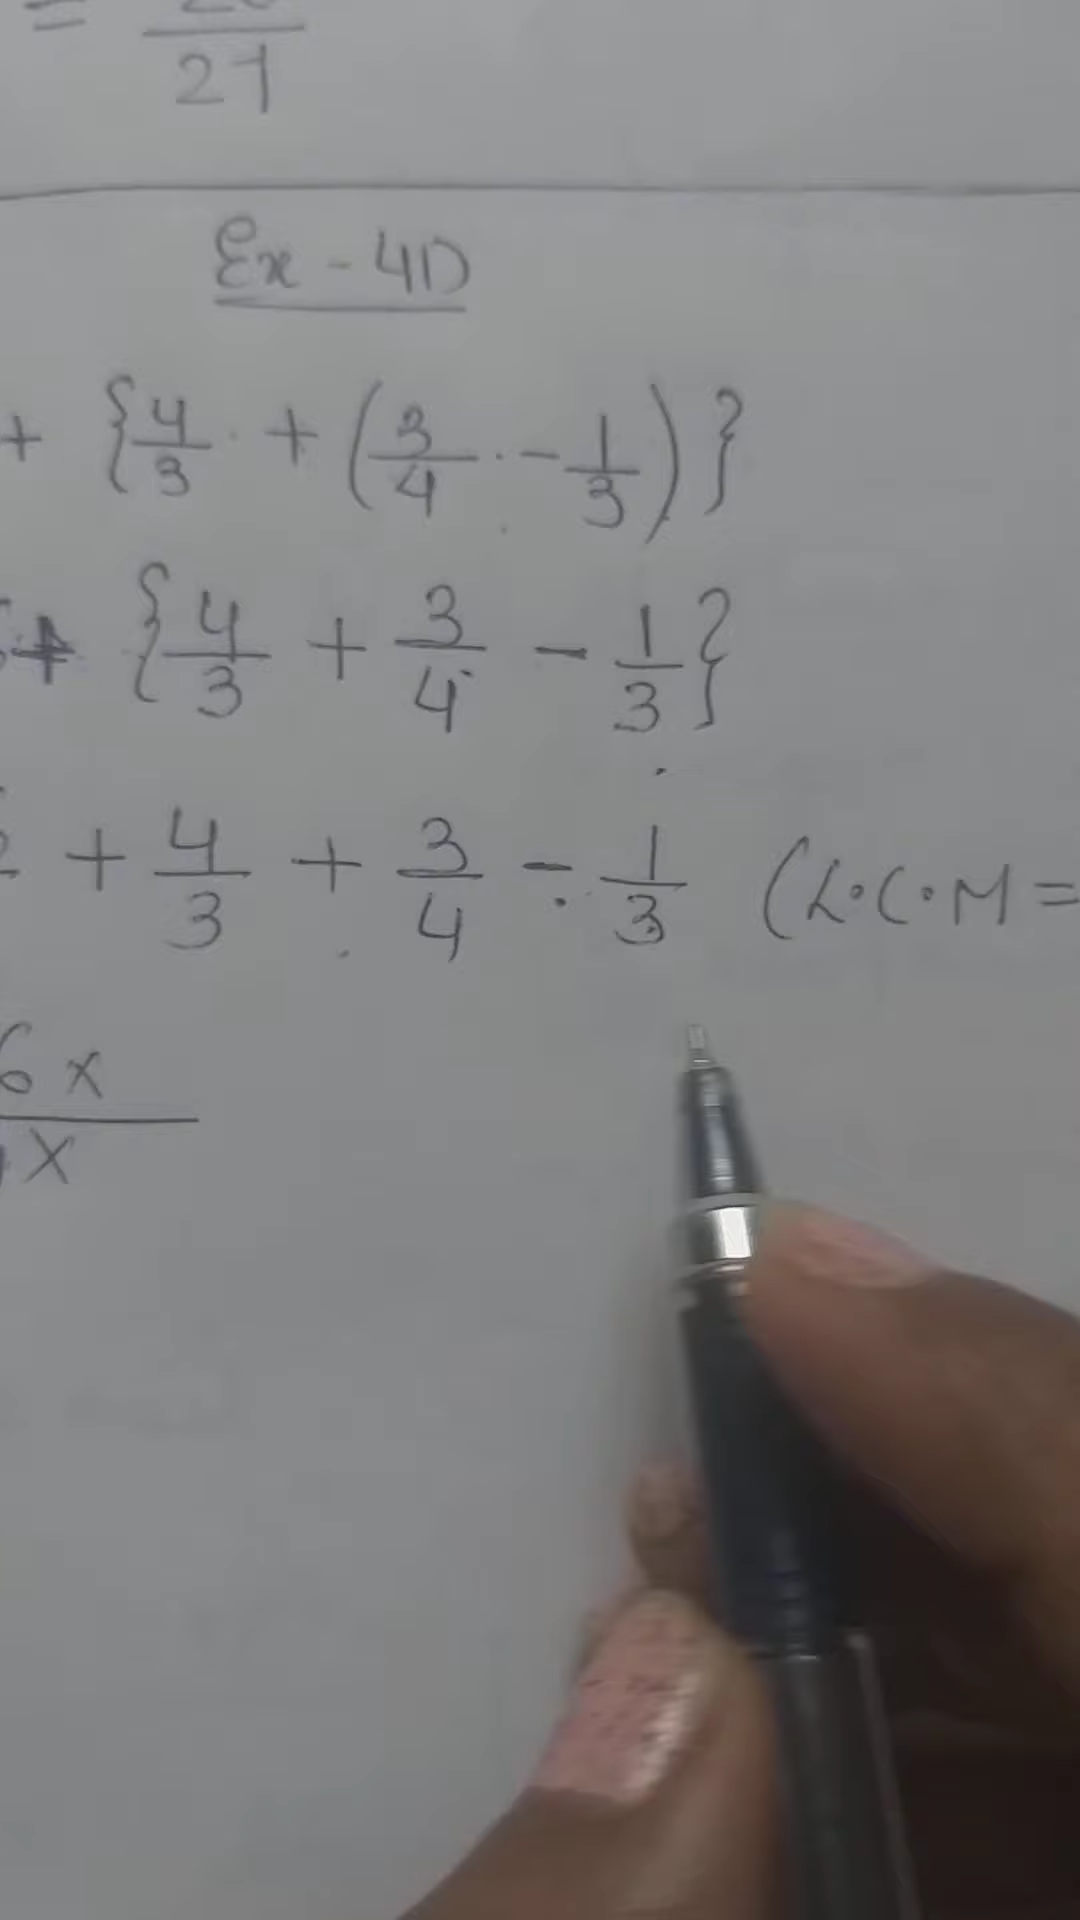 = 
21
Ex - 4D
+ {4/3 + (3/4 - 1/3)}
+ {4/3 + 3/4 - 1/3}
+ 4/3 + 3/4 - 1/3 (L.C.M =
6 x
x